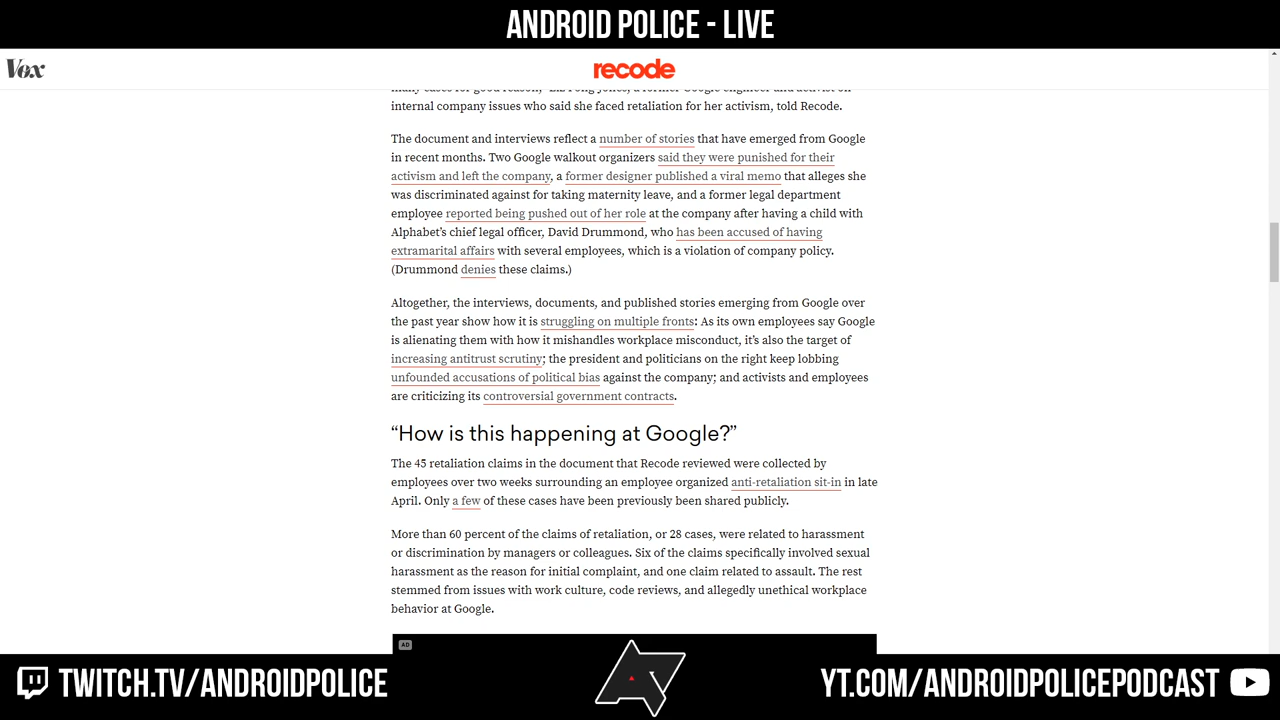 ANDROID POLICE - LIVE
Vox
recode
many cases for good reason," Liz Fong-Jones, a former Google engineer and activist on
internal company issues who said she faced retaliation for her activism, told Recode.
The document and interviews reflect a number of stories that have emerged from Google
in recent months. Two Google walkout organizers said they were punished for their
activism and left the company, a former designer published a viral memo that alleges she
was discriminated against for taking maternity leave, and a former legal department
employee reported being pushed out of her role at the company after having a child with
Alphabet's chief legal officer, David Drummond, who has been accused of having
extramarital affairs with several employees, which is a violation of company policy.
(Drummond denies these claims.)
Altogether, the interviews, documents, and published stories emerging from Google over
the past year show how it is struggling on multiple fronts: As its own employees say Google
is alienating them with how it mishandles workplace misconduct, it's also the target of
increasing antitrust scrutiny; the president and politicians on the right keep lobbing
unfounded accusations of political bias against the company; and activists and employees
are criticizing its controversial government contracts.
“How is this happening at Google?”
The 45 retaliation claims in the document that Recode reviewed were collected by
employees over two weeks surrounding an employee organized anti-retaliation sit-in in late
April. Only a few of these cases have been previously been shared publicly.
More than 60 percent of the claims of retaliation, or 28 cases, were related to harassment
or discrimination by managers or colleagues. Six of the claims specifically involved sexual
harassment as the reason for initial complaint, and one claim related to assault. The rest
stemmed from issues with work culture, code reviews, and allegedly unethical workplace
behavior at Google.
AD
TWITCH.TV/ANDROIDPOLICE
YT.COM/ANDROIDPOLICEPODCAST